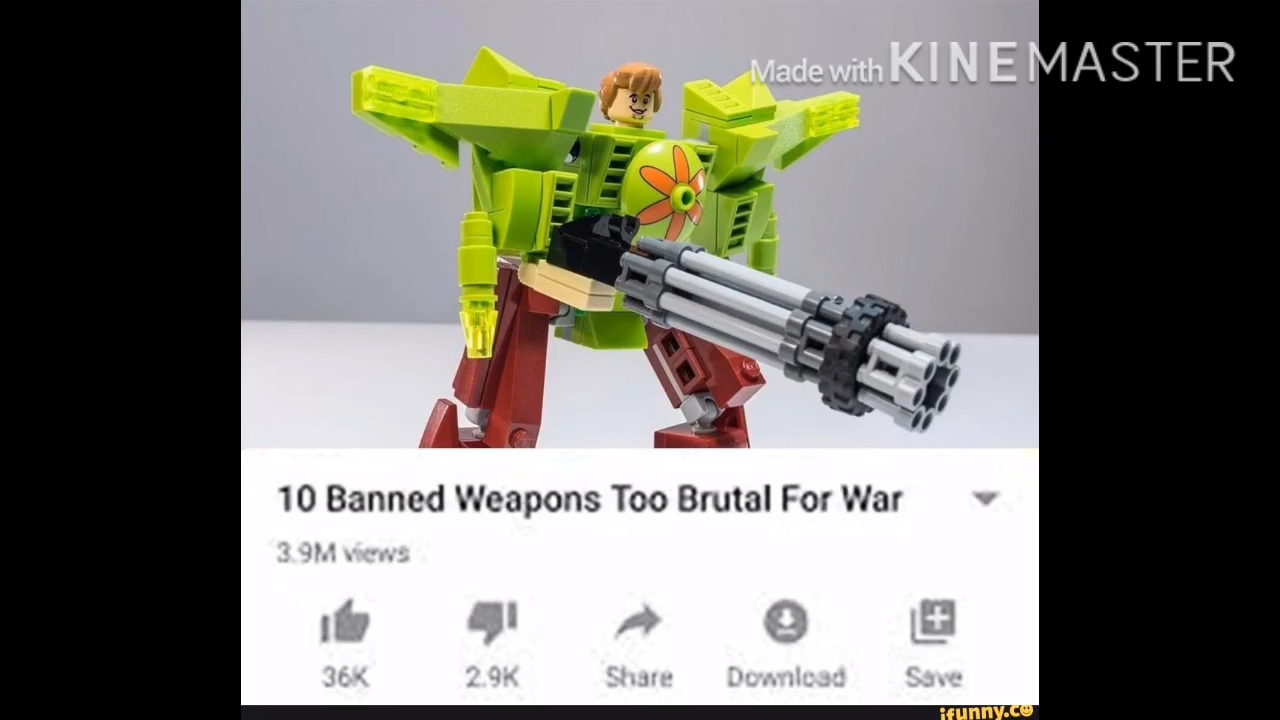 Made with KINEMASTER
10 Banned Weapons Too Brutal For War
3.9M views
36K 2.9K Share Download Save
ifunny.co